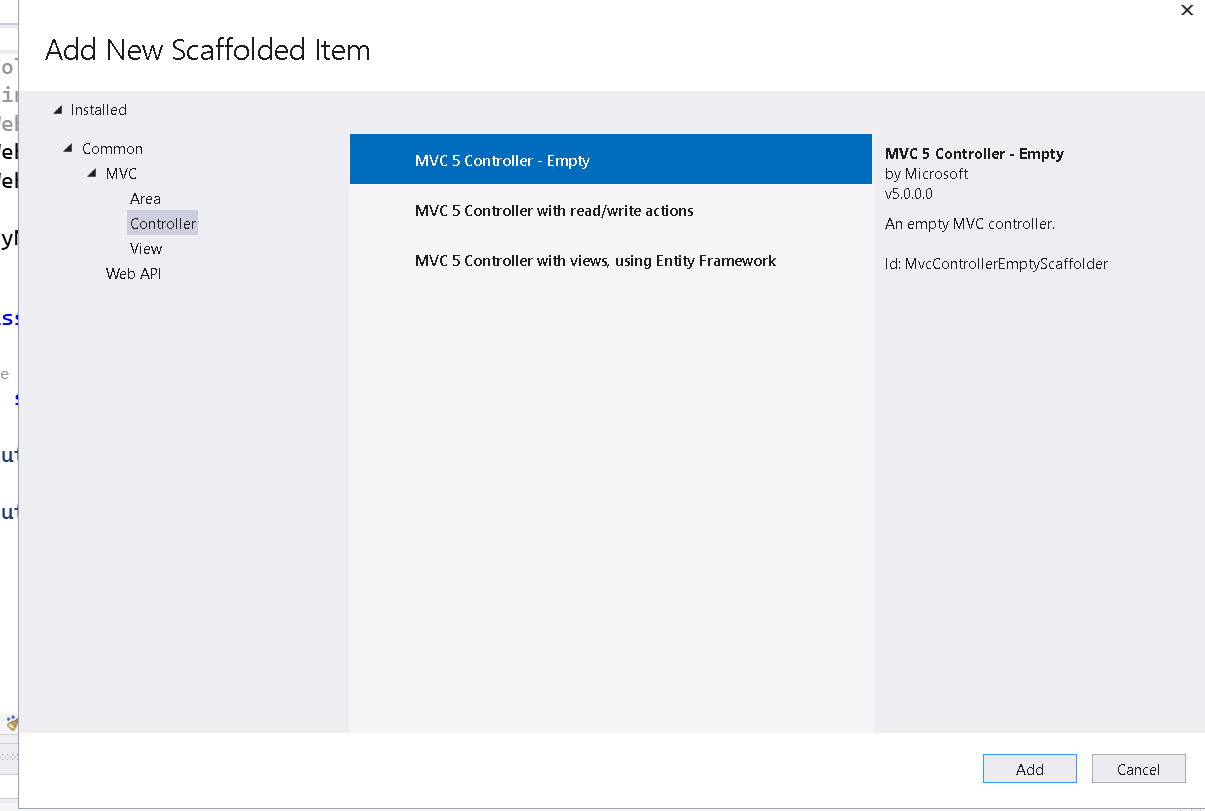 Add New Scaffolded Item
Installed
Common
MVC
Area
Controller
View
Web API
MVC 5 Controller - Empty
MVC 5 Controller with read/write actions
MVC 5 Controller with views, using Entity Framework
MVC 5 Controller - Empty
by Microsoft
v5.0.0.0
An empty MVC controller.
Id: MvcControllerEmptyScaffolder
Add
Cancel